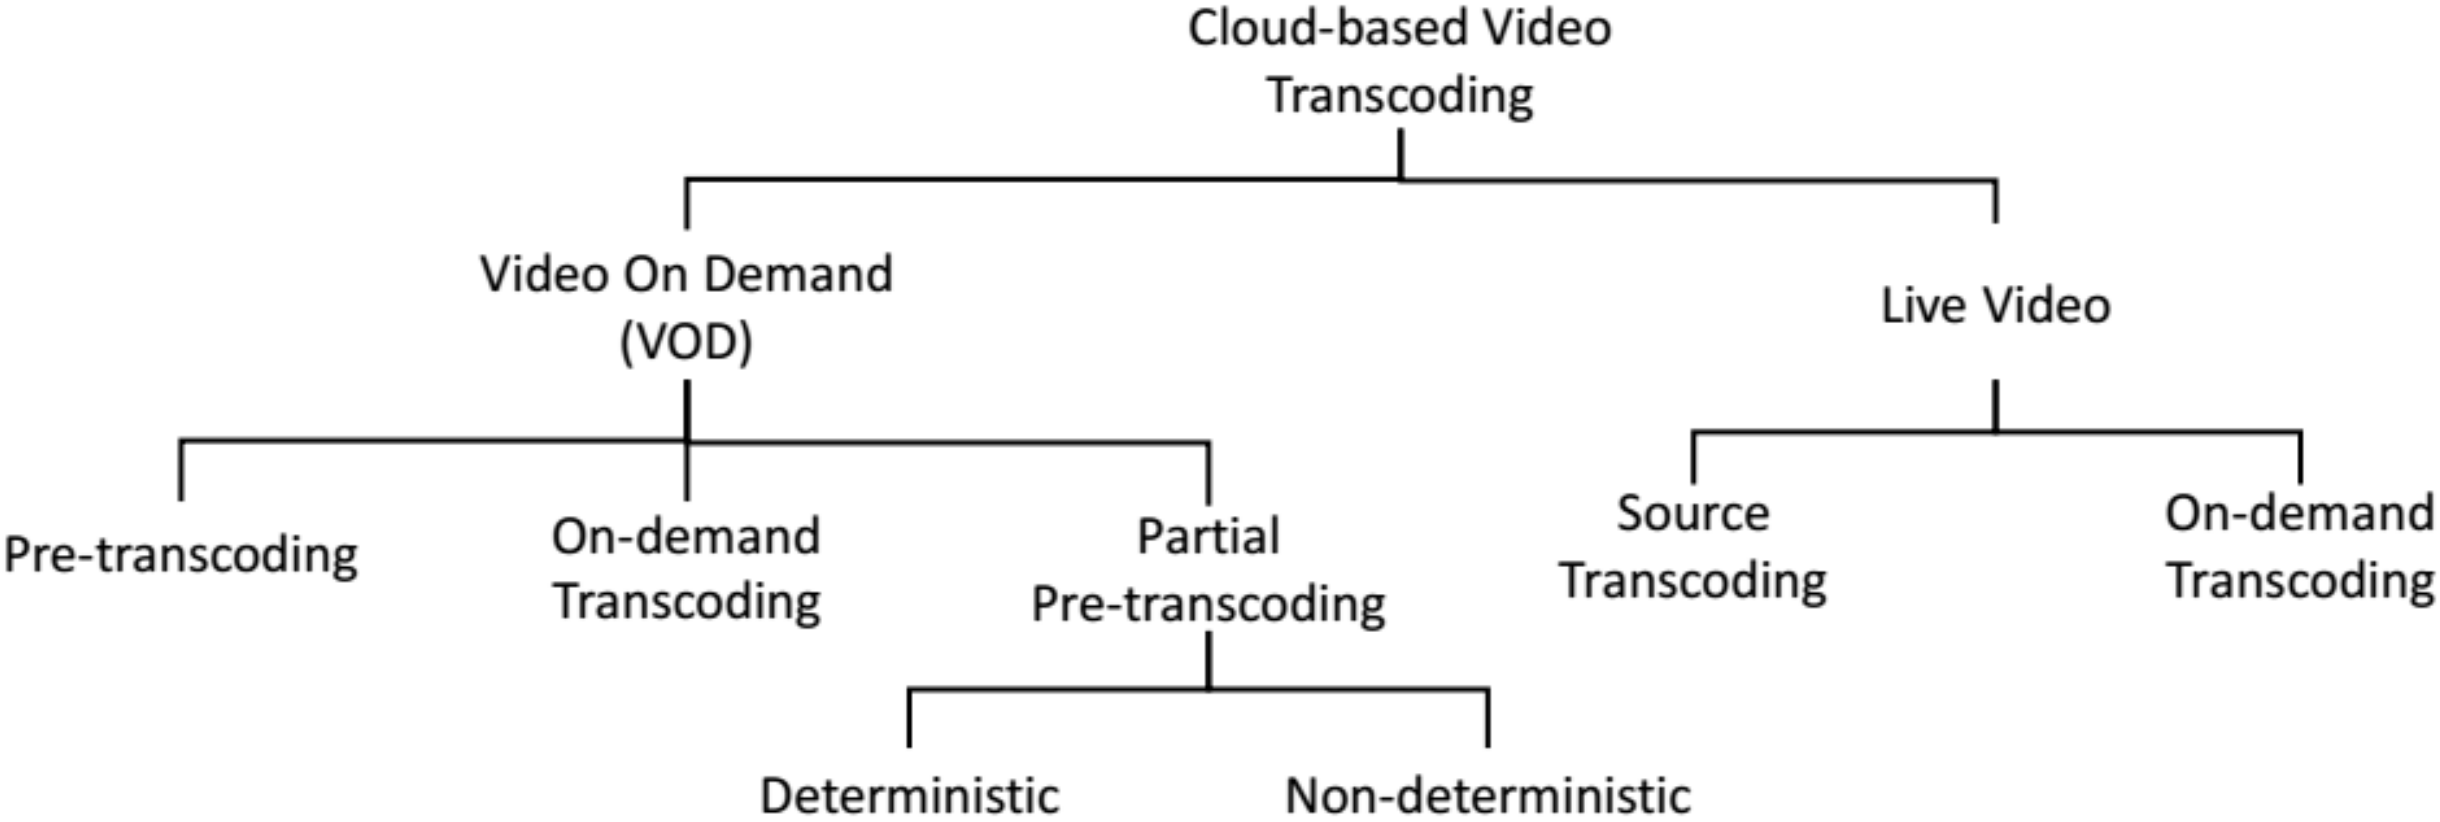 Cloud-based Video
Transcoding
Video On Demand
(VOD)
Live Video
Pre-transcoding
On-demand
Transcoding
Partial
Pre-transcoding
Source
Transcoding
On-demand
Transcoding
Deterministic
Non-deterministic